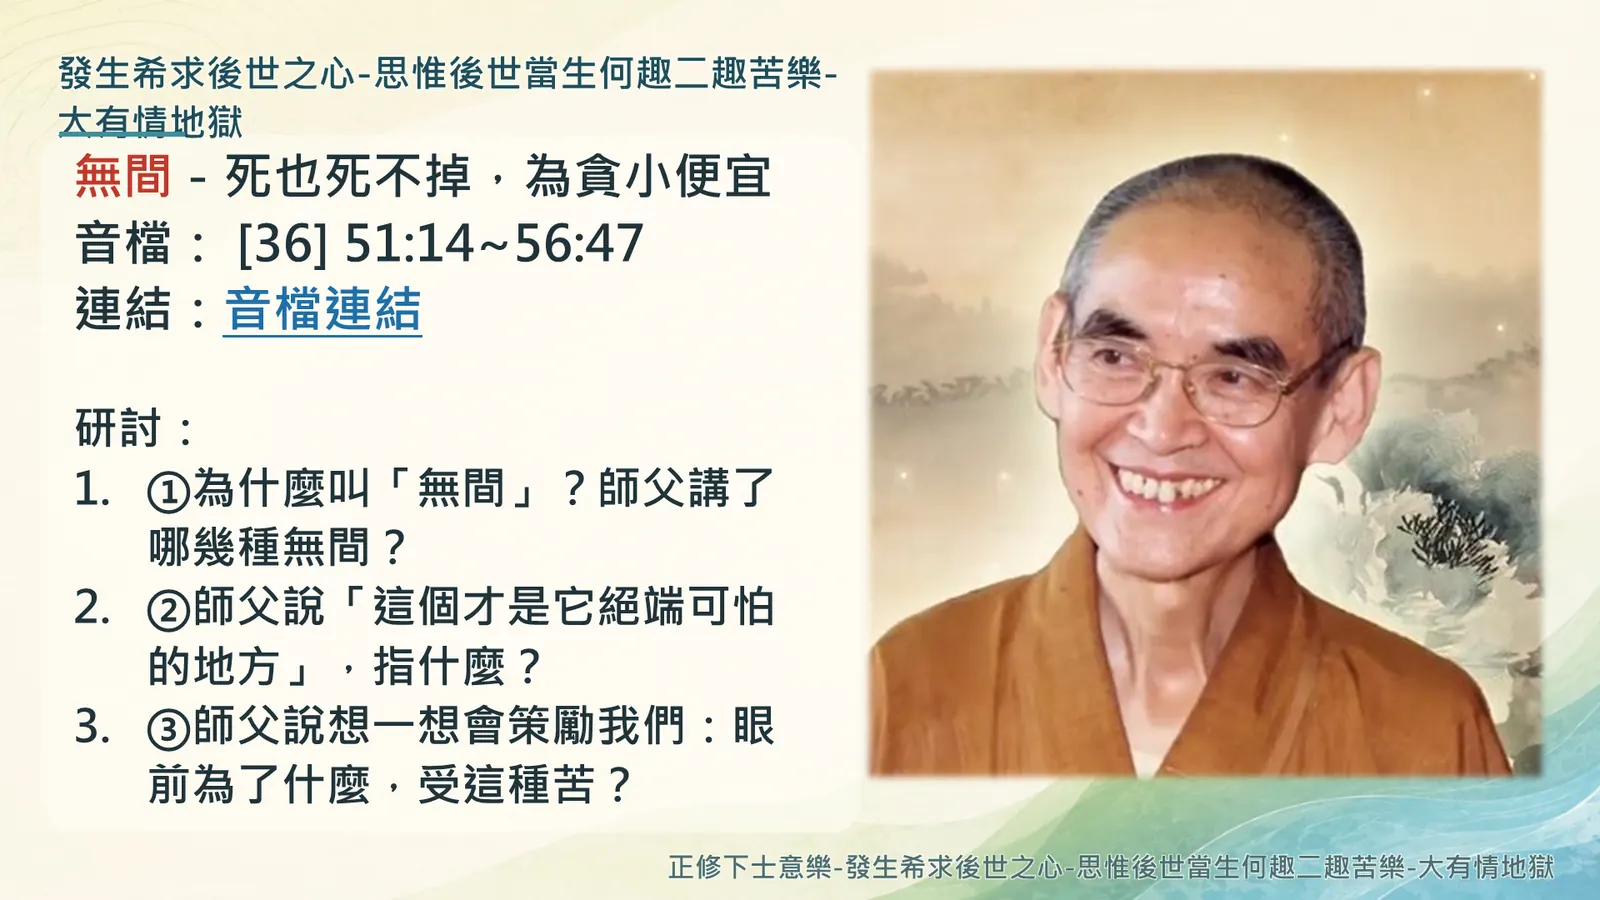 發生希求後世之心-思惟後世當生何趣二趣苦樂-
大有情地獄
無間 - 死也死不掉，為貪小便宜
音檔： [36] 51:14~56:47
連結：音檔連結
研討：
1. ①為什麼叫「無間」？師父講了
哪幾種無間？
2. ②師父說「這個才是它絕端可怕
的地方」，指什麼？
3. ③師父說想一想會策勵我們：眼
前為了什麼，受這種苦？
正修下士意樂-發生希求後世之心-思惟後世當生何趣二趣苦樂-大有情地獄